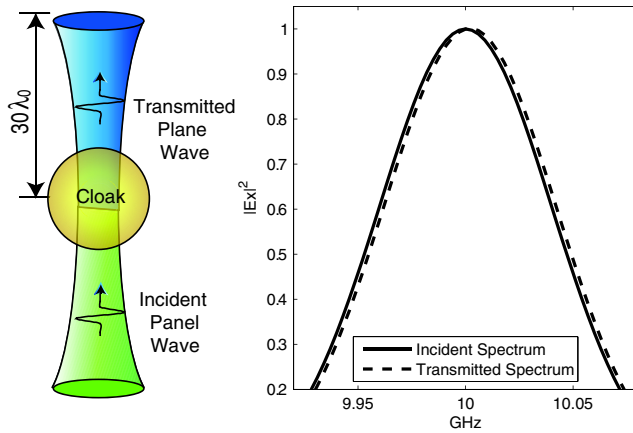 30λ₀
Transmitted
Plane
Wave
Cloak
Incident
Panel
Wave
|Ex|²
1
0.9
0.8
0.7
0.6
0.5
0.4
0.3
0.2
9.95
10
10.05
GHz
Incident Spectrum
Transmitted Spectrum